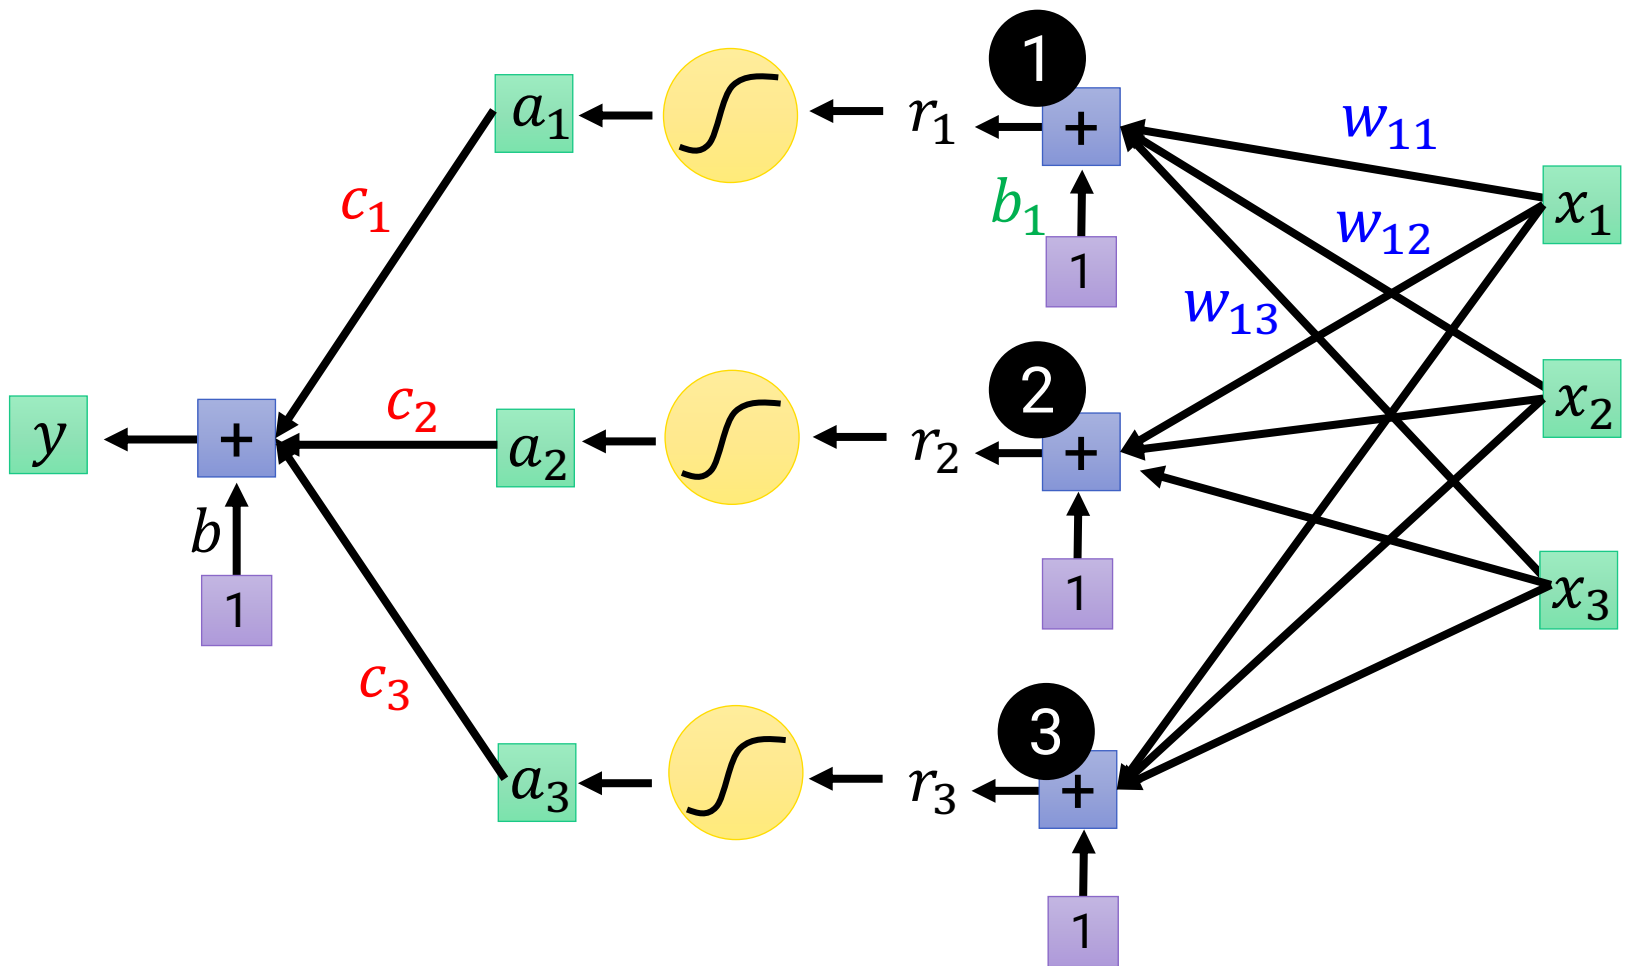 1
a₁ r₁ + w₁₁
c₁ b₁ x₁
1 w₁₂
w₁₃
2
y + c₂ a₂ r₂ + x₂
b
1 1 x₃
c₃
3
a₃ r₃ +
1